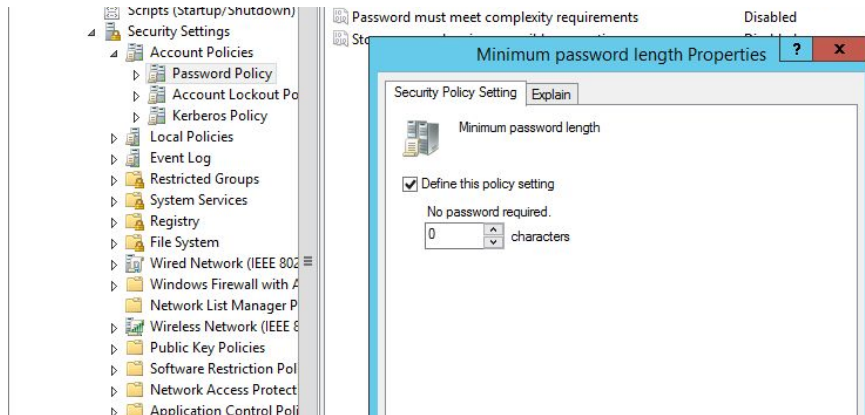 Scripts (Startup/Shutdown)
Security Settings
Account Policies
Password Policy
Account Lockout Po
Kerberos Policy
Local Policies
Event Log
Restricted Groups
System Services
Registry
File System
Wired Network (IEEE 802
Windows Firewall with A
Network List Manager P
Wireless Network (IEEE 8
Public Key Policies
Software Restriction Pol
Network Access Protect
Application Control Poli
Password must meet complexity requirements Disabled
Minimum password length Properties ? x
Security Policy Setting Explain
Minimum password length
Define this policy setting
No password required.
0 characters